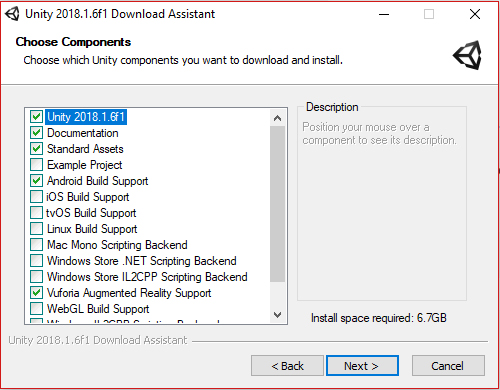 Unity 2018.1.6f1 Download Assistant
Choose Components
Choose which Unity components you want to download and install.
Unity 2018.1.6f1
Documentation
Standard Assets
Example Project
Android Build Support
iOS Build Support
tvOS Build Support
Linux Build Support
Mac Mono Scripting Backend
Windows Store .NET Scripting Backend
Windows Store IL2CPP Scripting Backend
Vuforia Augmented Reality Support
WebGL Build Support
Description
Position your mouse over a
component to see its description.
Install space required: 6.7GB
Unity 2018.1.6f1 Download Assistant
< Back
Next >
Cancel